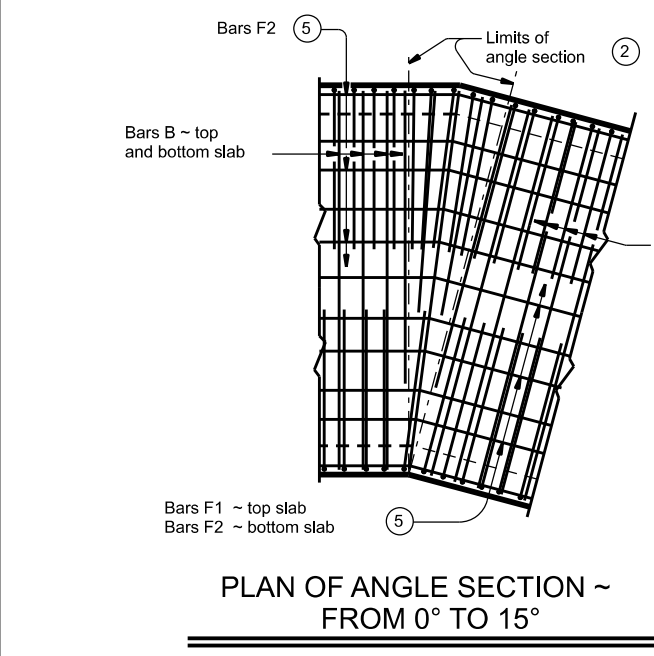 Bars F2 5
Limits of
angle section
2
Bars B ~ top
and bottom slab
Bars F1 ~ top slab
Bars F2 ~ bottom slab
5
PLAN OF ANGLE SECTION ~
FROM 0° TO 15°